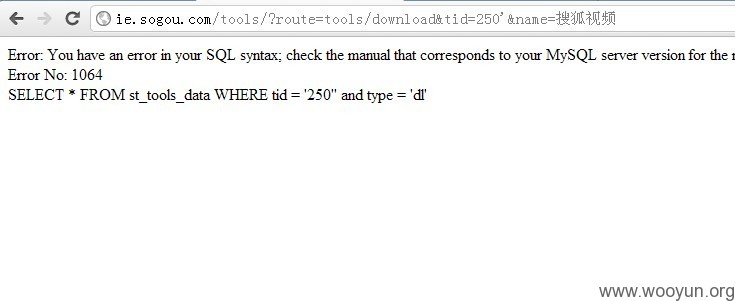 ie.sogou.com/tools/?route=tools/download&tid=250'&name=搜狐视频
Error: You have an error in your SQL syntax; check the manual that corresponds to your MySQL server version for the
Error No: 1064
SELECT * FROM st_tools_data WHERE tid = '250'' and type = 'dl'
www.wooyun.org